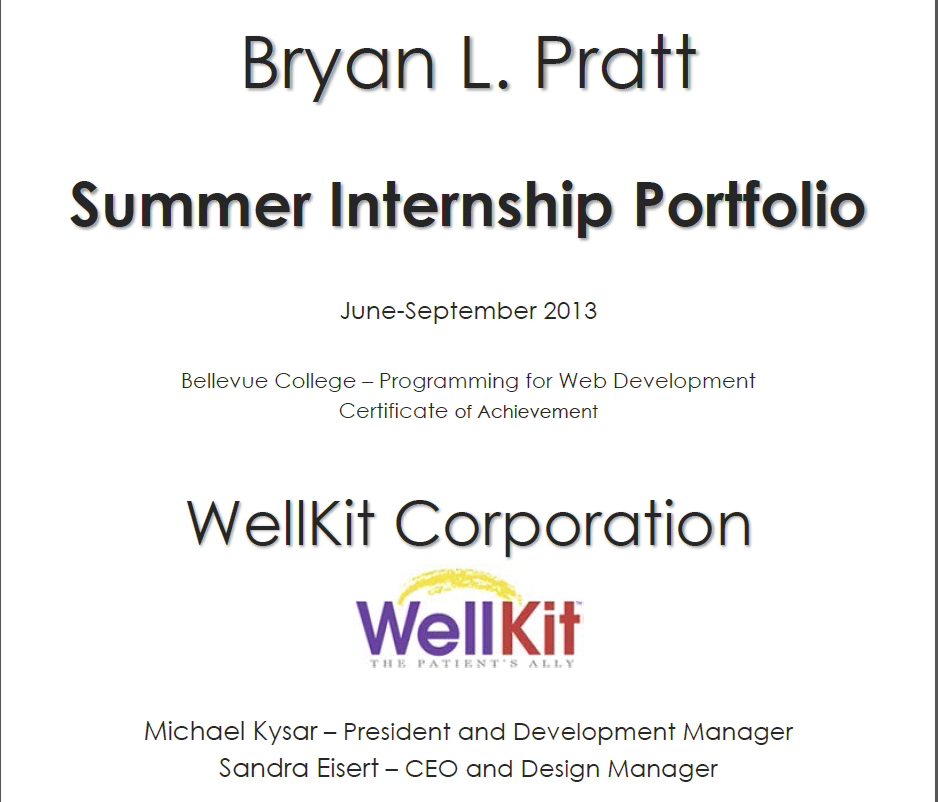 Bryan L. Pratt
Summer Internship Portfolio
June-September 2013
Bellevue College – Programming for Web Development
Certificate of Achievement
WellKit Corporation
WellKit™
THE PATIENT'S ALLY
Michael Kysar – President and Development Manager
Sandra Eisert – CEO and Design Manager